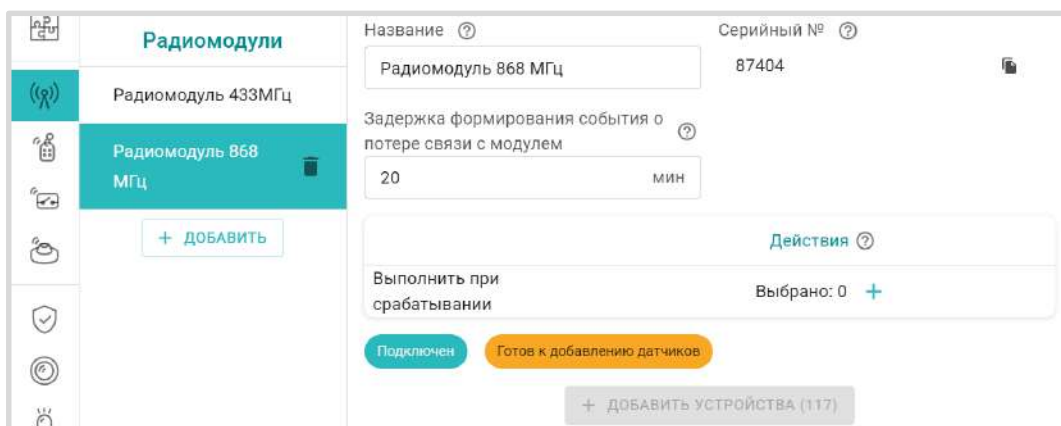 Радиомодули
Радиомодуль 433МГц
Радиомодуль 868
МГц
+ ДОБАВИТЬ
Название ?
Радиомодуль 868 МГц
Серийный № ?
87404
Задержка формирования события о
потере связи с модулем ?
20 мин
Действия ?
Выполнить при
срабатывании
Выбрано: 0 +
Подключен
Готов к добавлению датчиков
+ ДОБАВИТЬ УСТРОЙСТВА (117)